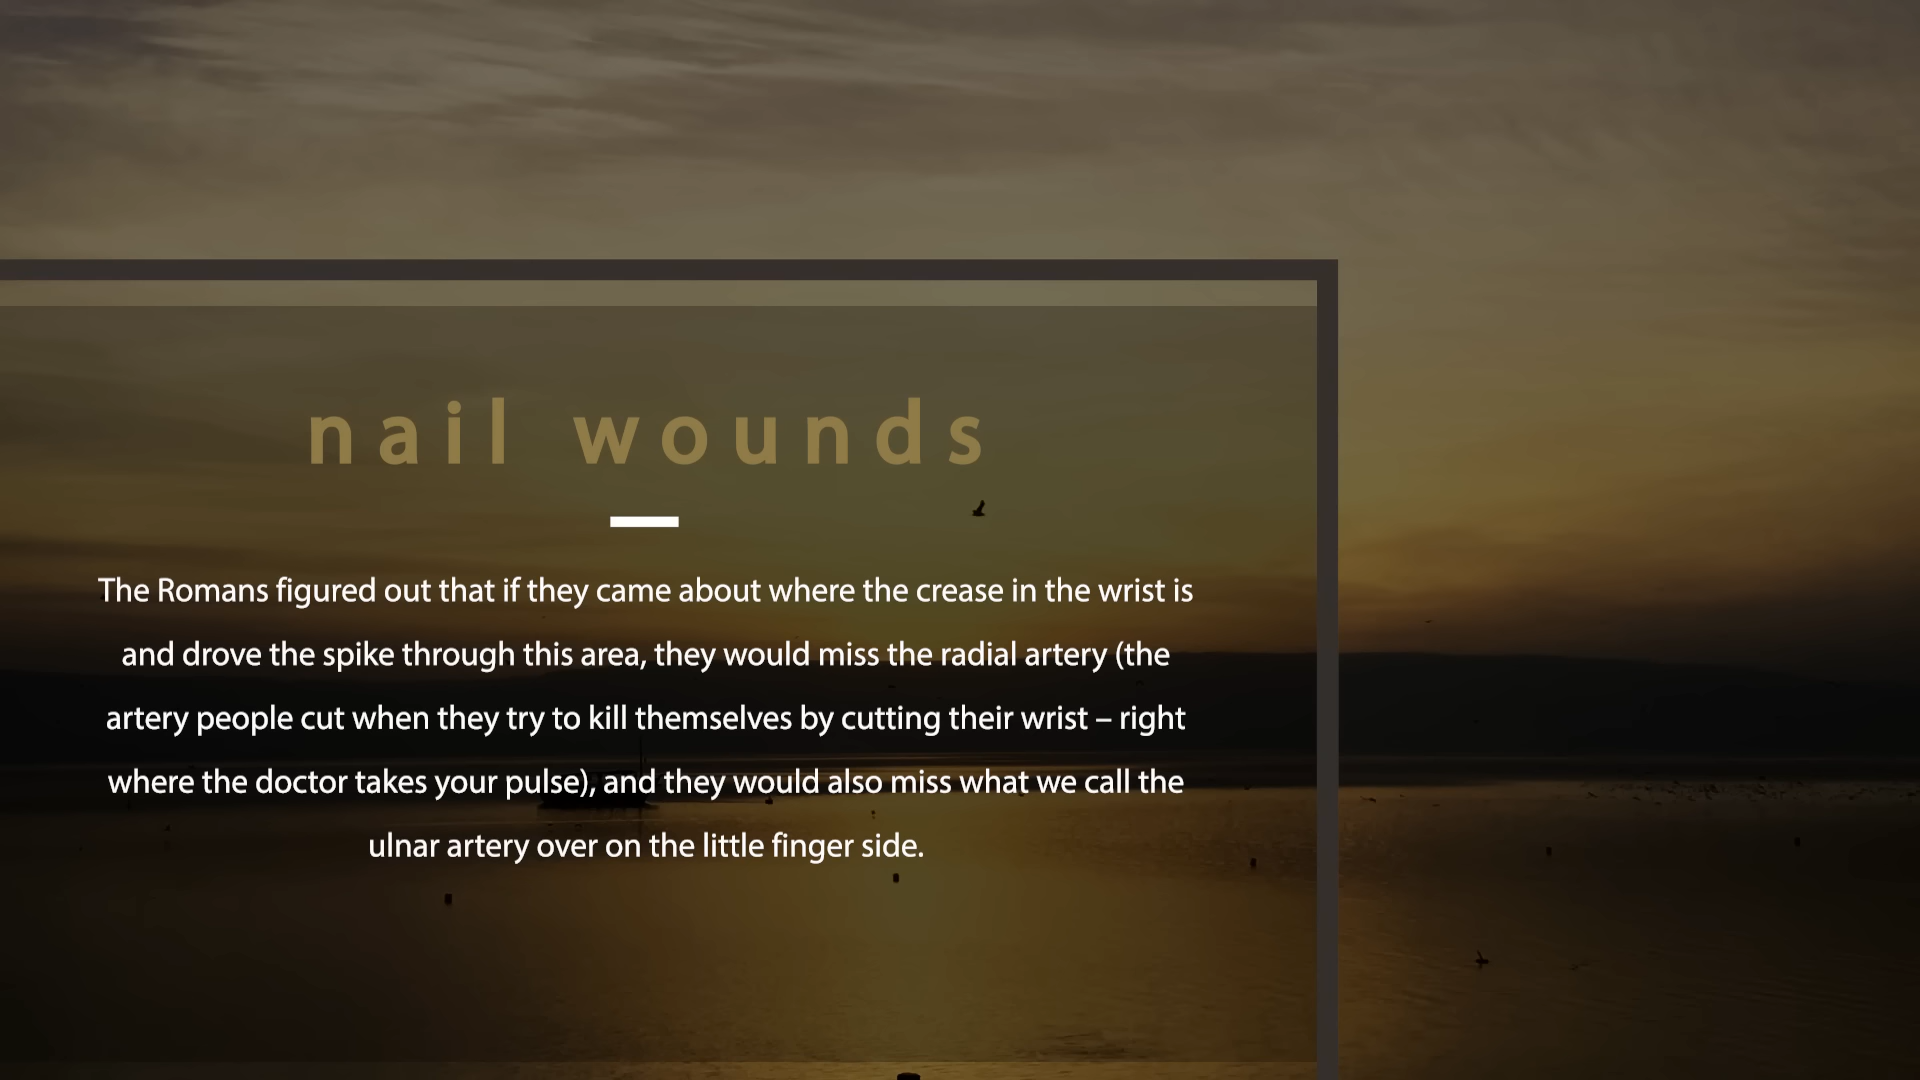 nail wounds
The Romans figured out that if they came about where the crease in the wrist is
and drove the spike through this area, they would miss the radial artery (the
artery people cut when they try to kill themselves by cutting their wrist – right
where the doctor takes your pulse), and they would also miss what we call the
ulnar artery over on the little finger side.